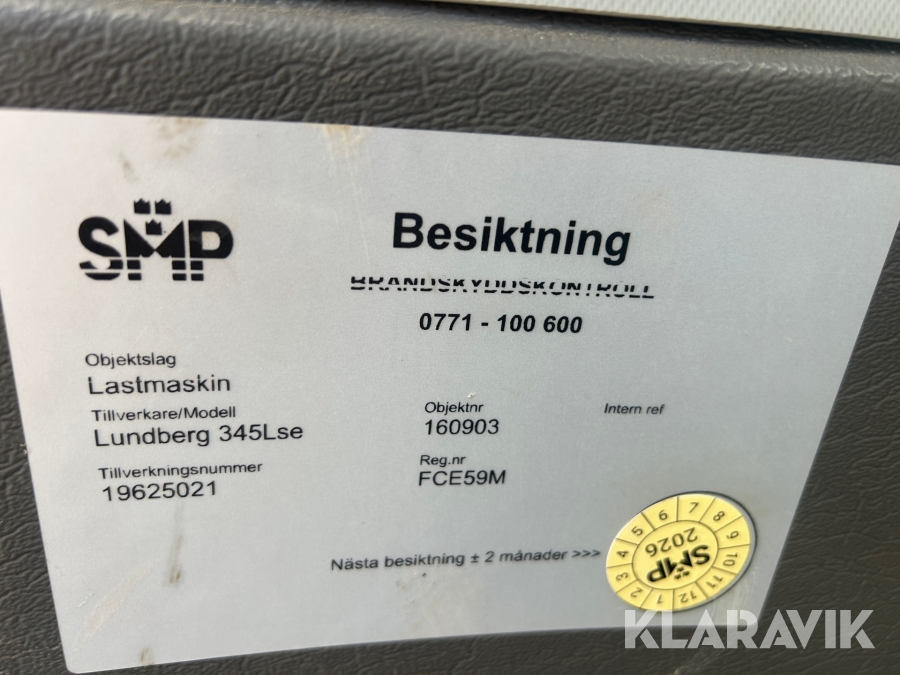 SMP
Besiktning
BRANDSKYDDSKONTROLL
0771 - 100 600
Objektslag
Lastmaskin
Tillverkare/Modell
Lundberg 345Lse
Tillverkningsnummer
19625021
Objektnr
160903
Intern ref
Reg.nr
FCE59M
Nästa besiktning ± 2 månader >>>
1 2 3 4 5 6 7 8 9 10 11 12
2026
SMP
KLARAVIK